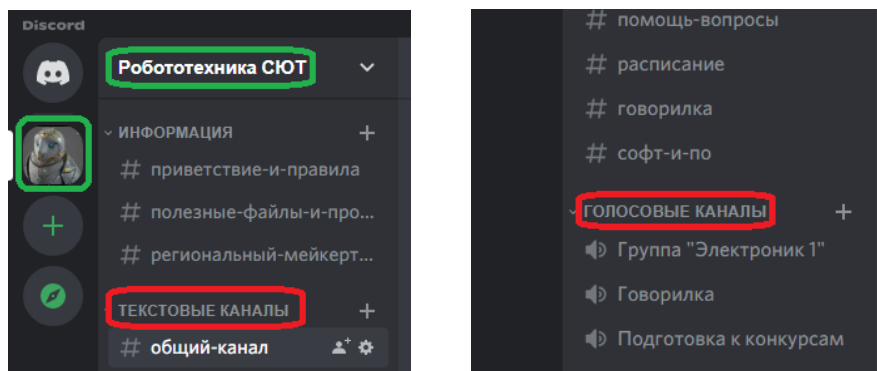 Discord
Робототехника СЮТ
ИНФОРМАЦИЯ
# приветствие-и-правила
# полезные-файлы-и-про...
# региональный-мейкерт...
ТЕКСТОВЫЕ КАНАЛЫ
# общий-канал
# помощь-вопросы
# расписание
# говорилка
# софт-и-по
ГОЛОСОВЫЕ КАНАЛЫ
Группа "Электроник 1"
Говорилка
Подготовка к конкурсам